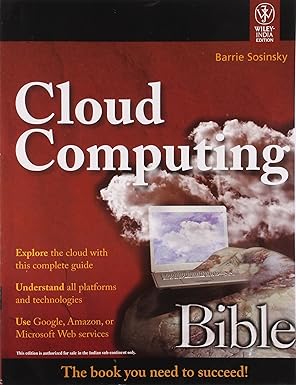 WILEY-
INDIA
EDITION
Barrie Sosinsky
Cloud
Computing
Explore the cloud with
this complete guide
Understand all platforms
and technologies
Use Google, Amazon, or
Microsoft Web services
Bible
This edition is authorized for sale in the Indian sub-continent only.
The book you need to succeed!